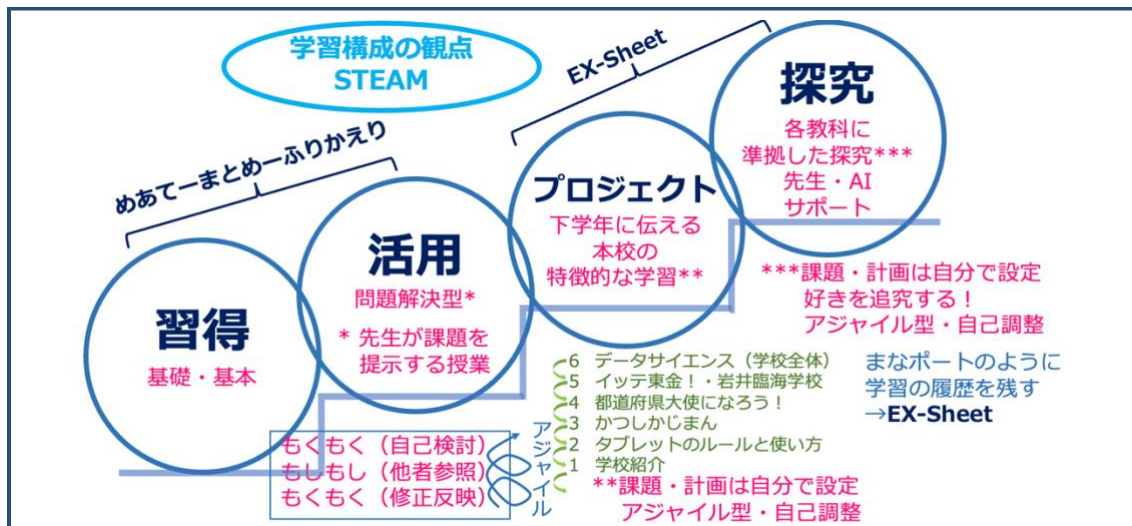 学習構成の観点
STEAM
めあてーまとめーふりかえり
EX-Sheet
習得
基礎・基本
活用
問題解決型*
* 先生が課題を
提示する授業
プロジェクト
下学年に伝える
本校の
特徴的な学習**
探究
各教科に
準拠した探究***
先生・AI
サポート
***課題・計画は自分で設定
好きを追究する！
アジャイル型・自己調整
もくもく（自己検討）
もしもし（他者参照）
もくもく（修正反映）
アジャイル
6 データサイエンス（学校全体）
5 イッテ東金！・岩井臨海学校
4 都道府県大使になろう！
3 かつしかじまん
2 タブレットのルールと使い方
1 学校紹介
**課題・計画は自分で設定
アジャイル型・自己調整
まなポートのように
学習の履歴を残す
→EX-Sheet